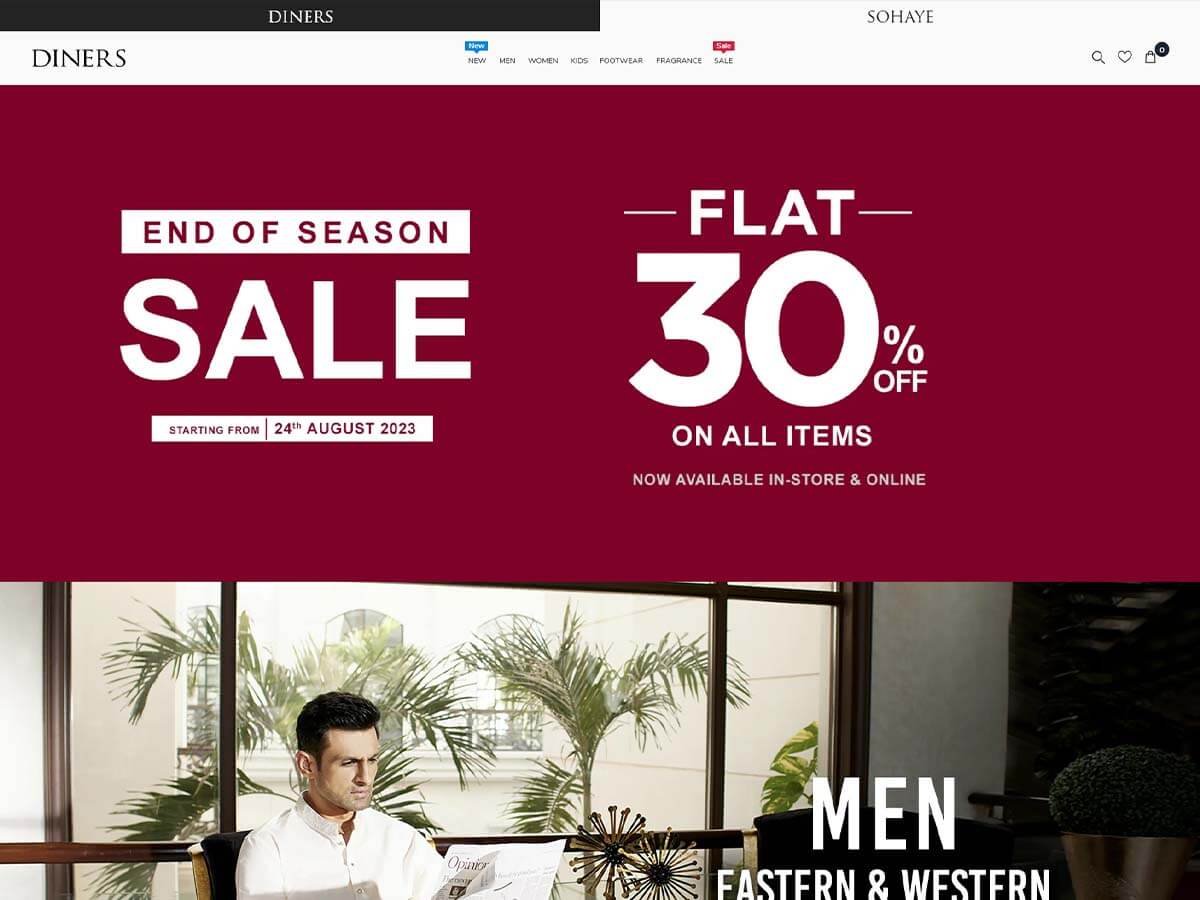 DINERS
SOHAYE
DINERS
New
Sale
NEW MEN WOMEN KIDS FOOTWEAR FRAGRANCE SALE
0
END OF SEASON
SALE
STARTING FROM 24th AUGUST 2023
FLAT
30% OFF
ON ALL ITEMS
NOW AVAILABLE IN-STORE & ONLINE
Opinion
MEN
EASTERN & WESTERN